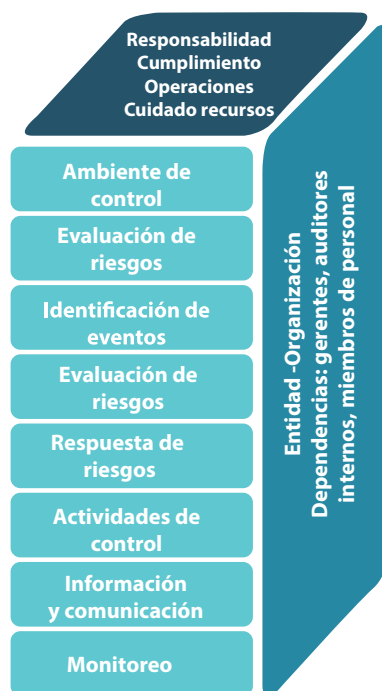 Responsabilidad
Cumplimiento
Operaciones
Cuidado recursos
Ambiente de
control
Evaluación de
riesgos
Identificación de
eventos
Evaluación de
riesgos
Respuesta de
riesgos
Actividades de
control
Información
y comunicación
Monitoreo
Entidad -Organización
Dependencias: gerentes, auditores
internos, miembros de personal